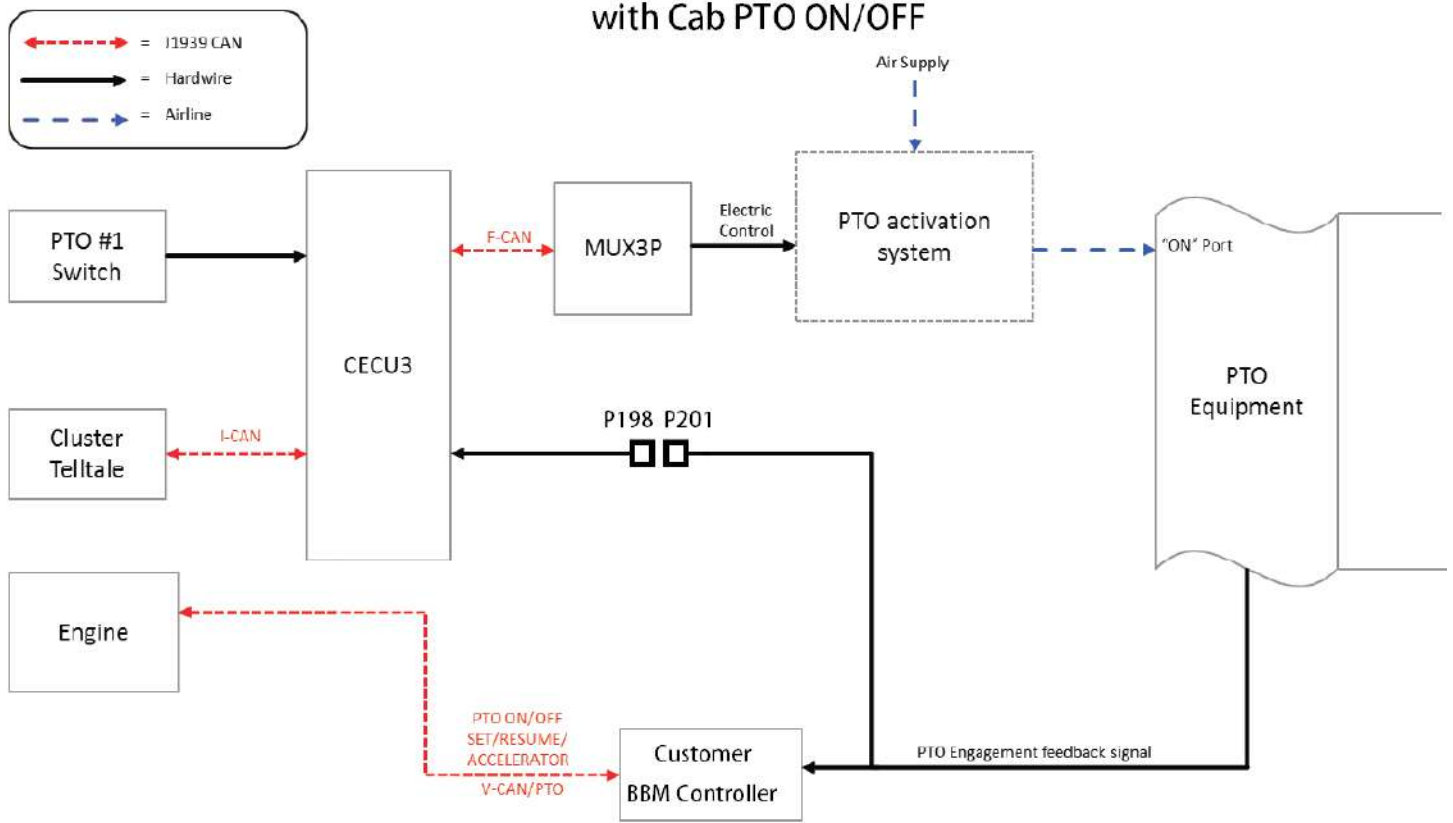 with Cab PTO ON/OFF
= J1939 CAN
= Hardwire
= Airline
Air Supply
PTO #1
Switch
CECU3
F-CAN
MUX3P
Electric
Control
PTO activation
system
"ON" Port
PTO
Equipment
Cluster
Telltale
I-CAN
P198 P201
Engine
PTO ON/OFF
SET/RESUME/
ACCELERATOR
V-CAN/PTO
Customer
BBM Controller
PTO Engagement feedback signal